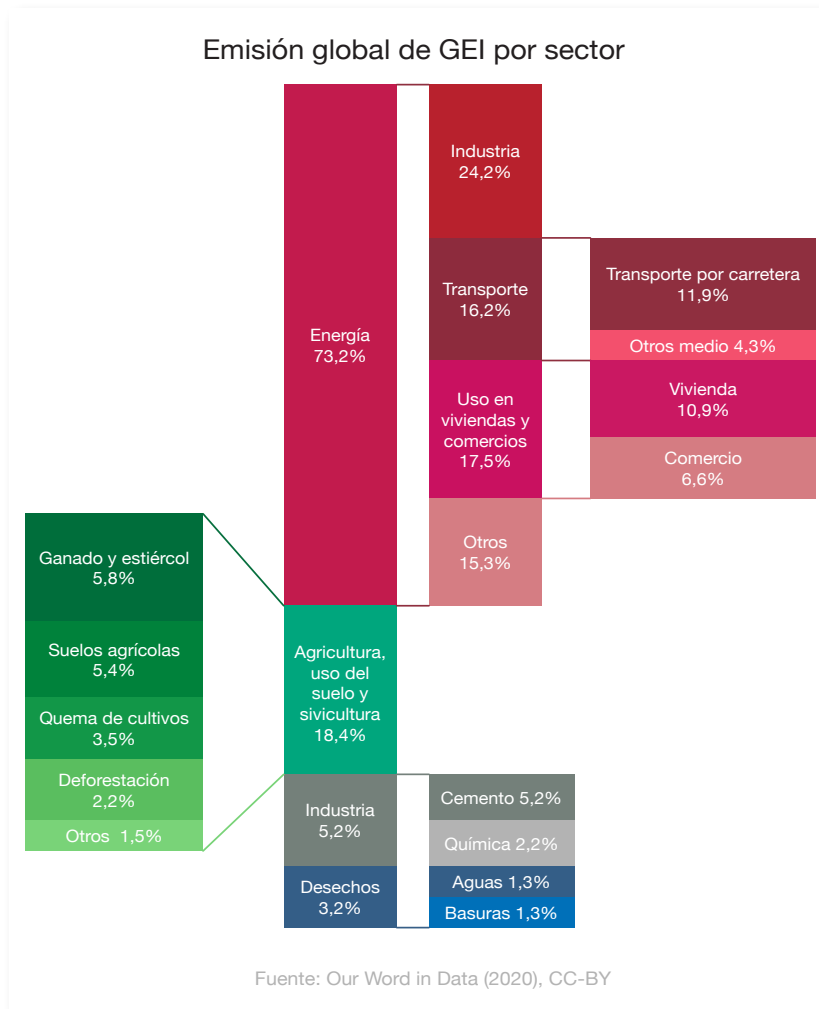 Emisión global de GEI por sector
Energía
73,2%
Industria
24,2%
Transporte
16,2%
Transporte por carretera
11,9%
Otros medio 4,3%
Uso en
viviendas y
comercios
17,5%
Vivienda
10,9%
Comercio
6,6%
Otros
15,3%
Ganado y estiércol
5,8%
Suelos agrícolas
5,4%
Quema de cultivos
3,5%
Deforestación
2,2%
Otros 1,5%
Agricultura,
uso del
suelo y
sivicultura
18,4%
Industria
5,2%
Cemento 5,2%
Química 2,2%
Desechos
3,2%
Aguas 1,3%
Basuras 1,3%
Fuente: Our Word in Data (2020), CC-BY